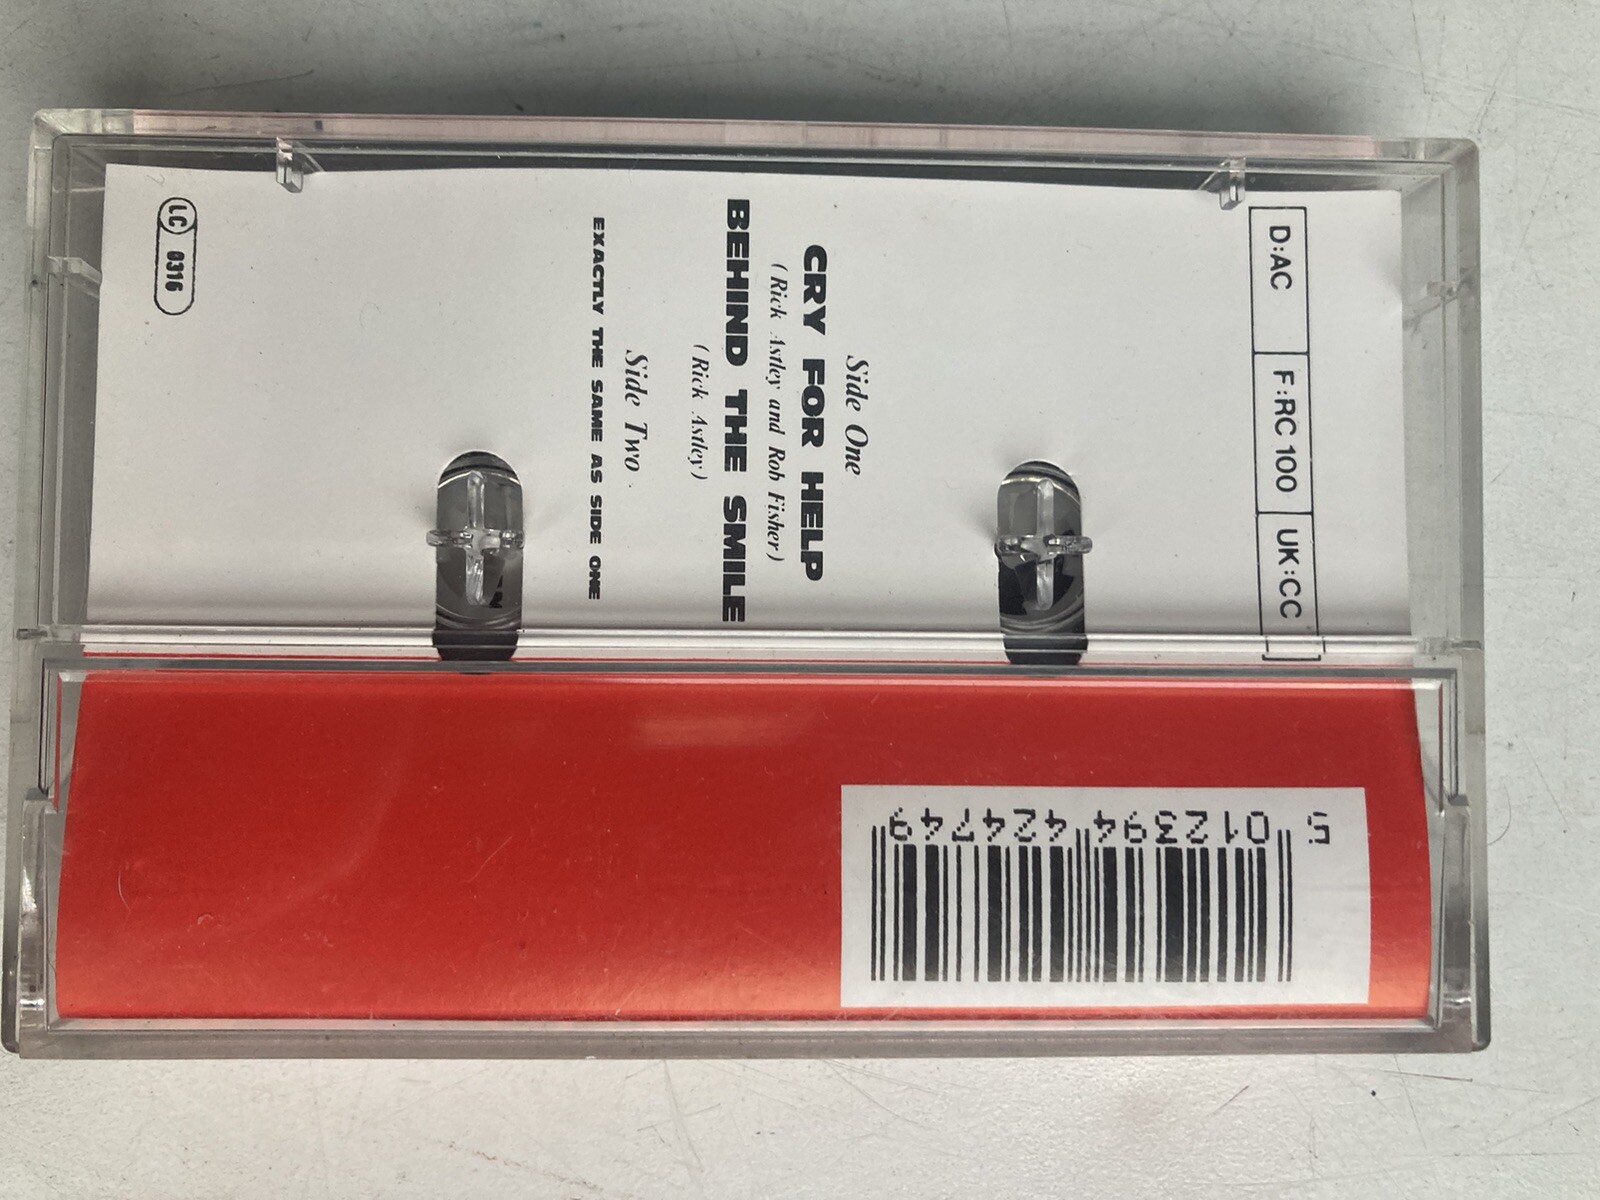 D:AC
F:RC 100
UK:CC
Side One
CRY FOR HELP
(Rick Astley and Rob Fisher)
BEHIND THE SMILE
(Rick Astley)
Side Two
EXACTLY THE SAME AS SIDE ONE
LC 0316
5 012394 424749